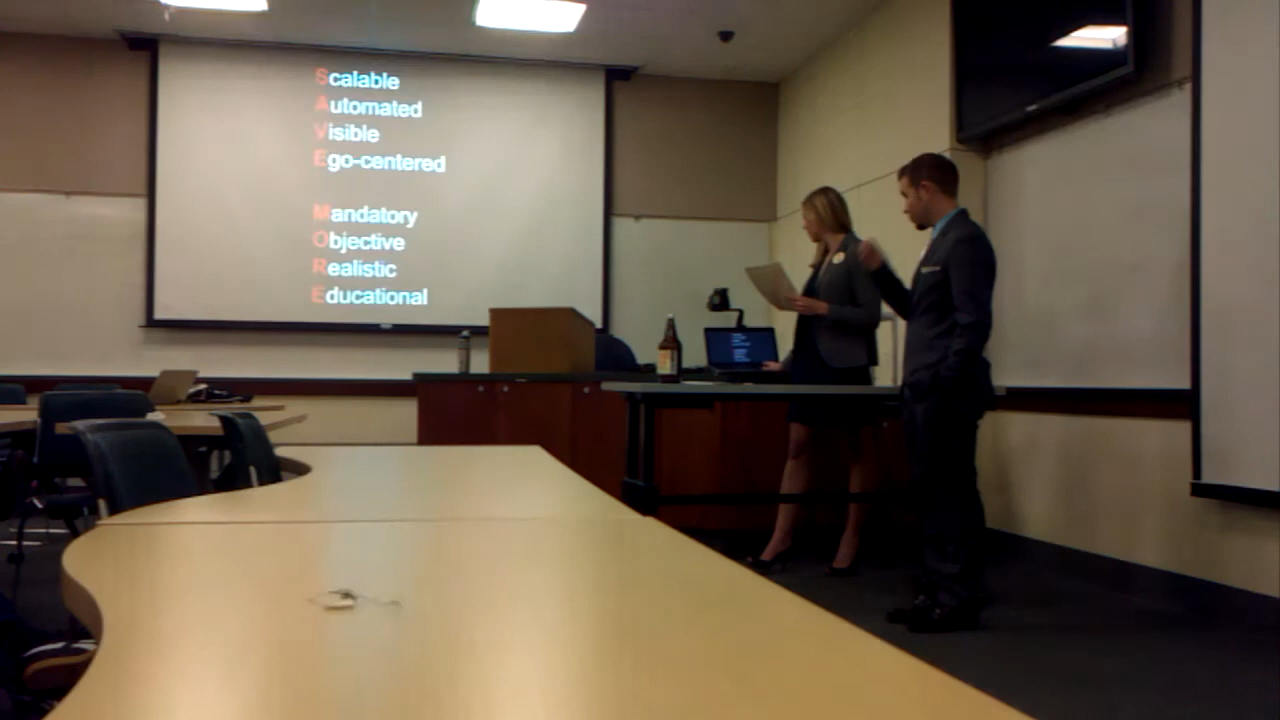 Scalable
Automated
Visible
Ego-centered
Mandatory
Objective
Realistic
Educational